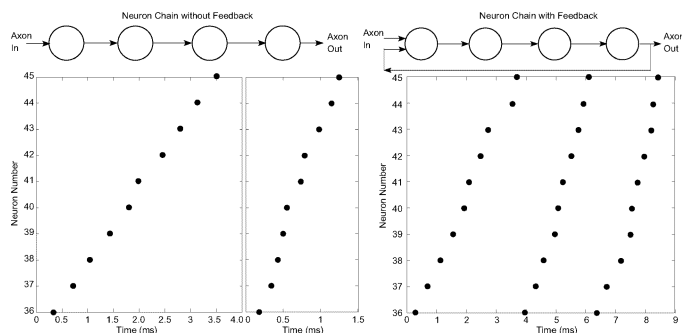 Neuron Chain without Feedback
Axon In
Axon Out
Neuron Number
45
44
43
42
41
40
39
38
37
36
0 0.5 1.0 1.5 2.0 2.5 3.0 3.5 4.0
Time (ms)
0 0.5 1 1.5
Time (ms)
Neuron Chain with Feedback
Axon In
Axon Out
Neuron Number
45
44
43
42
41
40
39
38
37
36
0 1 2 3 4 5 6 7 8 9
Time (ms)